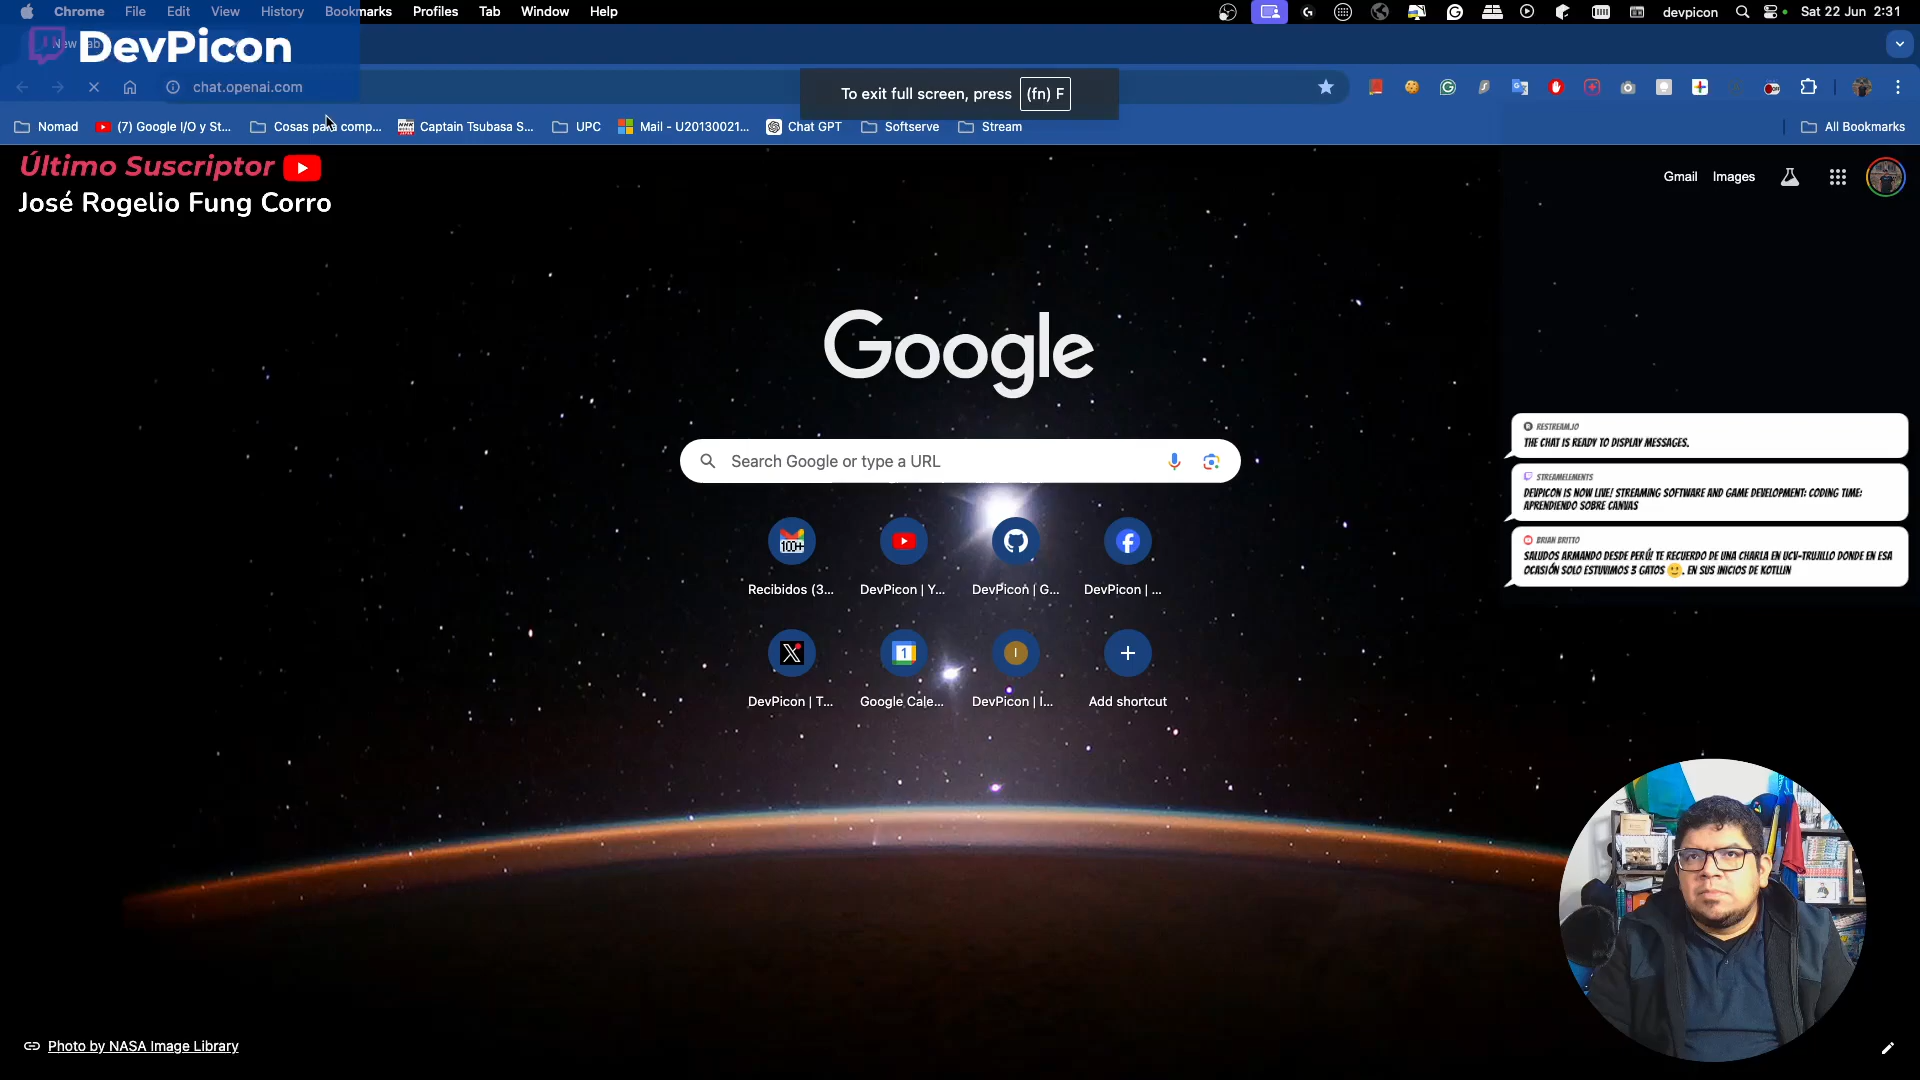 Chrome File Edit View History Bookmarks Profiles Tab Window Help
devpicon Sat 22 Jun 2:31
New Tab
DevPicon
chat.openai.com
To exit full screen, press (fn) F
Nomad (7) Google I/O y St... Cosas para comp... Captain Tsubasa S... UPC Mail - U20130021... Chat GPT Softserve Stream All Bookmarks
Último Suscriptor
José Rogelio Fung Corro
Gmail Images
Google
Search Google or type a URL
RESTREAM.IO
THE CHAT IS READY TO DISPLAY MESSAGES.
STREAMELEMENTS
DEVPICON IS NOW LIVE! STREAMING SOFTWARE AND GAME DEVELOPMENT: CODING TIME:
APRENDIENDO SOBRE CANVAS
BRIAN BRITTO
SALUDOS ARMANDO DESDE PERÚ! TE RECUERDO DE UNA CHARLA EN UCV-TRUJILLO DONDE EN ESA
OCASIÓN SOLO ESTUVIMOS 3 GATOS 🙂. EN SUS INICIOS DE KOTLLIN
100+
Recibidos (3... DevPicon | Y... DevPicon | G... DevPicon | ...
1
I
DevPicon | T... Google Cale... DevPicon | I... Add shortcut
Photo by NASA Image Library